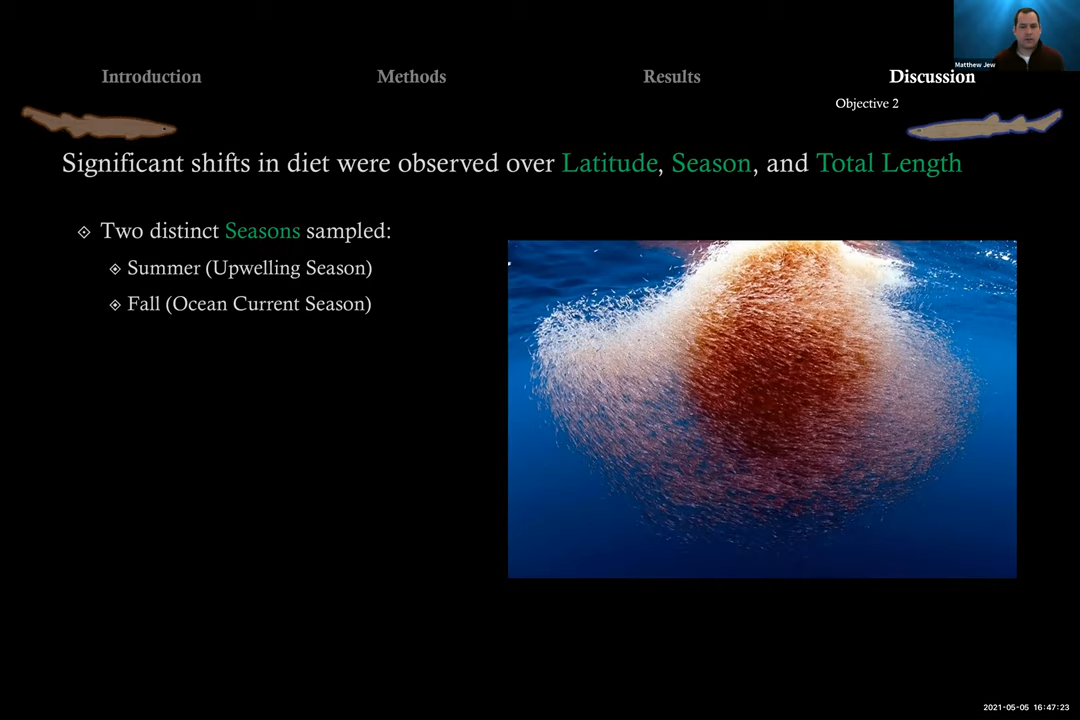 Matthew Jew
Introduction Methods Results Discussion
Objective 2
Significant shifts in diet were observed over Latitude, Season, and Total Length
Two distinct Seasons sampled:
Summer (Upwelling Season)
Fall (Ocean Current Season)
2021-05-05 16:47:23